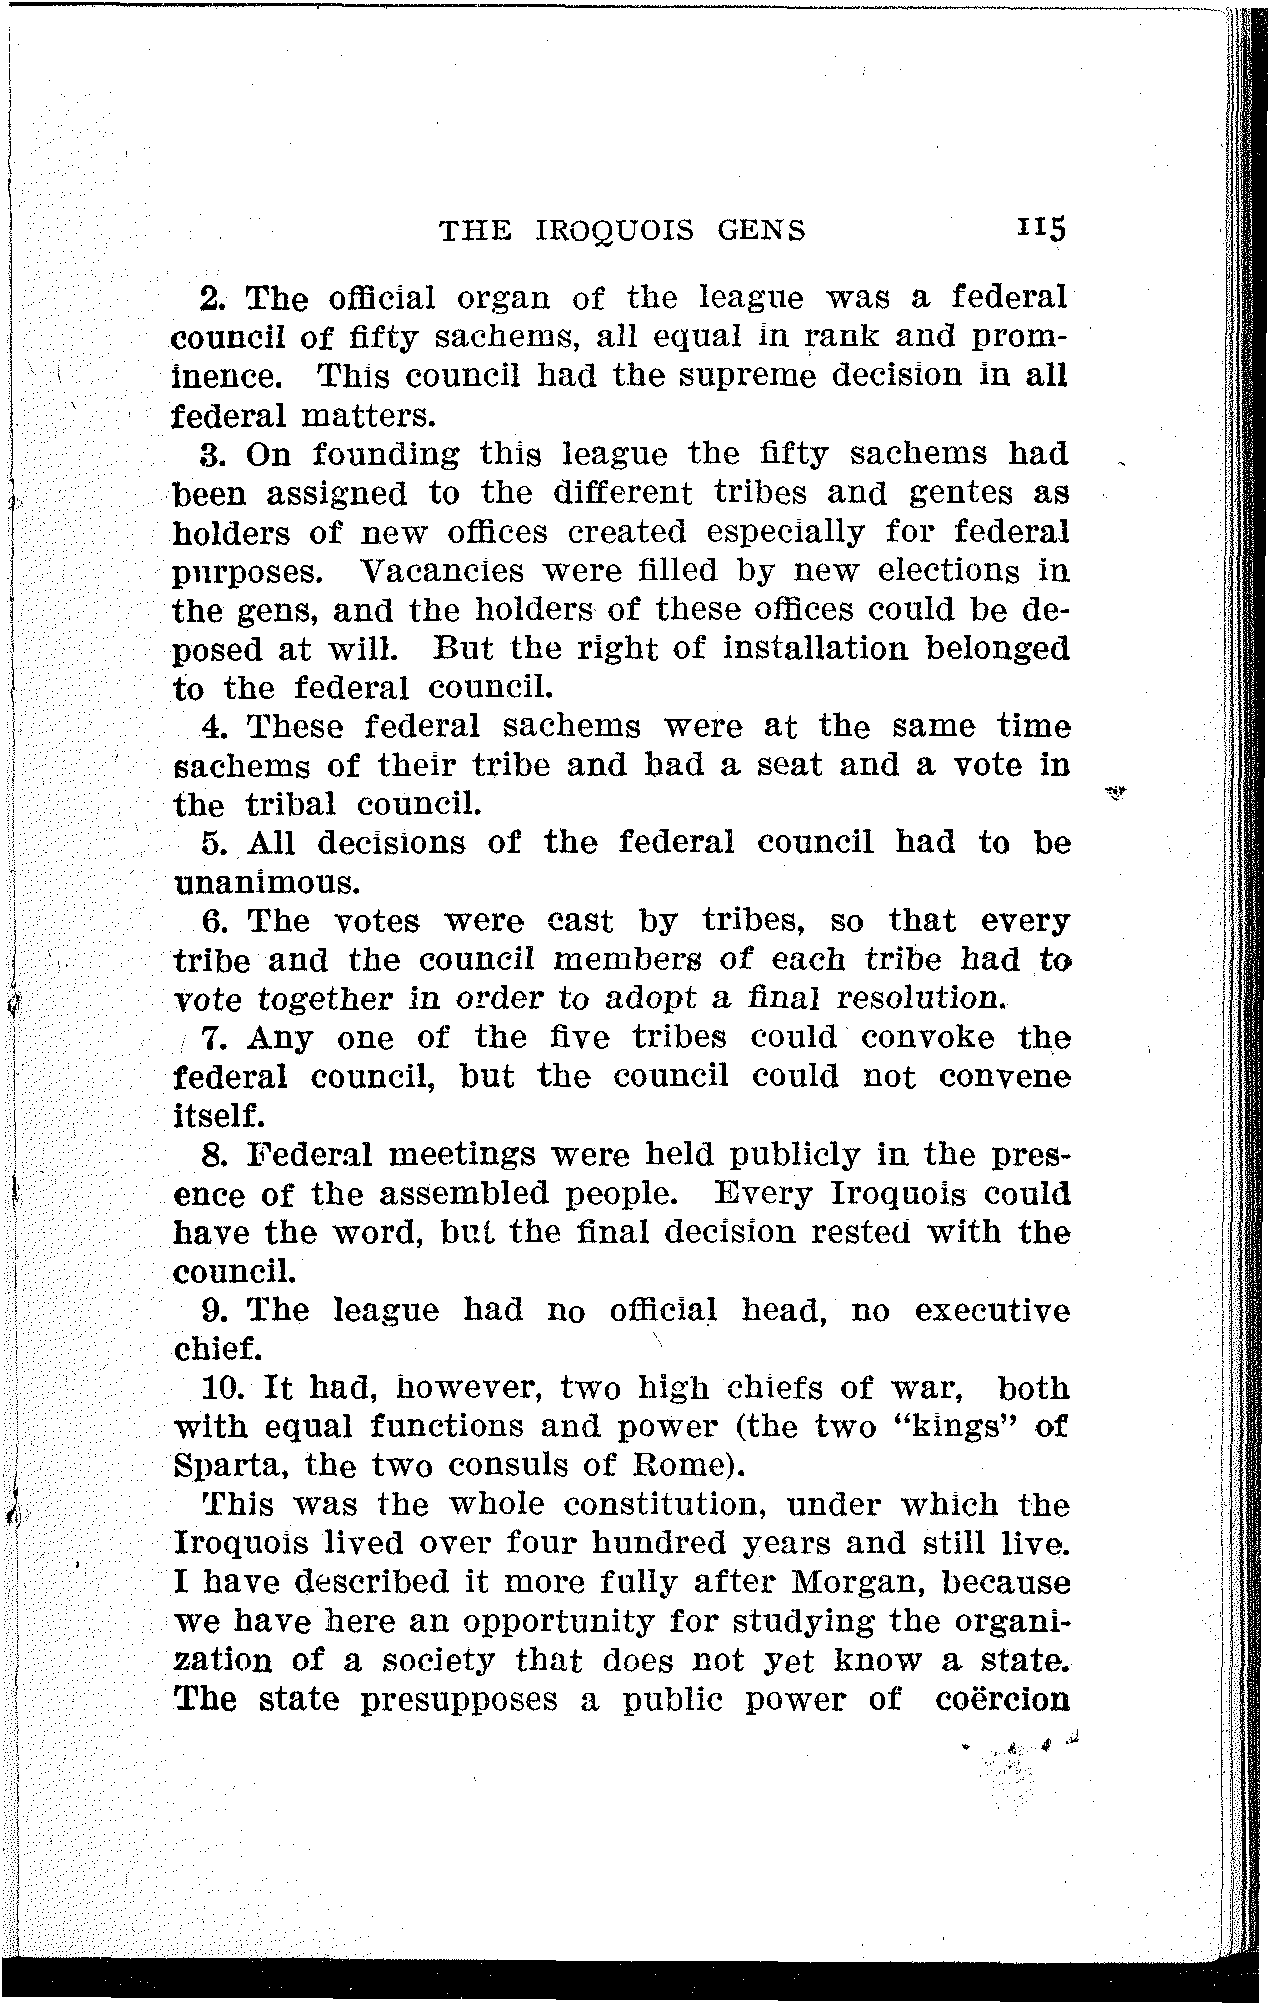 THE IROQUOIS GENS 115
2. The official organ of the league was a federal
council of fifty sachems, all equal in rank and prom-
inence. This council had the supreme decision in all
federal matters.
3. On founding this league the fifty sachems had
been assigned to the different tribes and gentes as
holders of new offices created especially for federal
purposes. Vacancies were filled by new elections in
the gens, and the holders of these offices could be de-
posed at will. But the right of installation belonged
to the federal council.
4. These federal sachems were at the same time
sachems of their tribe and had a seat and a vote in
the tribal council.
5. All decisions of the federal council had to be
unanimous.
6. The votes were cast by tribes, so that every
tribe and the council members of each tribe had to
vote together in order to adopt a final resolution.
7. Any one of the five tribes could convoke the
federal council, but the council could not convene
itself.
8. Federal meetings were held publicly in the pres-
ence of the assembled people. Every Iroquois could
have the word, but the final decision rested with the
council.
9. The league had no official head, no executive
chief.
10. It had, however, two high chiefs of war, both
with equal functions and power (the two “kings” of
Sparta, the two consuls of Rome).
This was the whole constitution, under which the
Iroquois lived over four hundred years and still live.
I have described it more fully after Morgan, because
we have here an opportunity for studying the organi-
zation of a society that does not yet know a state.
The state presupposes a public power of coërcion